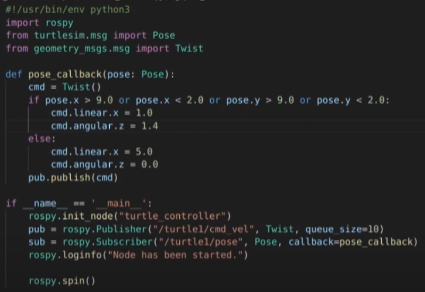 #!/usr/bin/env python3
import rospy
from turtlesim.msg import Pose
from geometry_msgs.msg import Twist

def pose_callback(pose: Pose):
    cmd = Twist()
    if pose.x > 9.0 or pose.x < 2.0 or pose.y > 9.0 or pose.y < 2.0:
        cmd.linear.x = 1.0
        cmd.angular.z = 1.4
    else:
        cmd.linear.x = 5.0
        cmd.angular.z = 0.0
    pub.publish(cmd)

if __name__ == '__main__':
    rospy.init_node("turtle_controller")
    pub = rospy.Publisher("/turtle1/cmd_vel", Twist, queue_size=10)
    sub = rospy.Subscriber("/turtle1/pose", Pose, callback=pose_callback)
    rospy.loginfo("Node has been started.")

    rospy.spin()